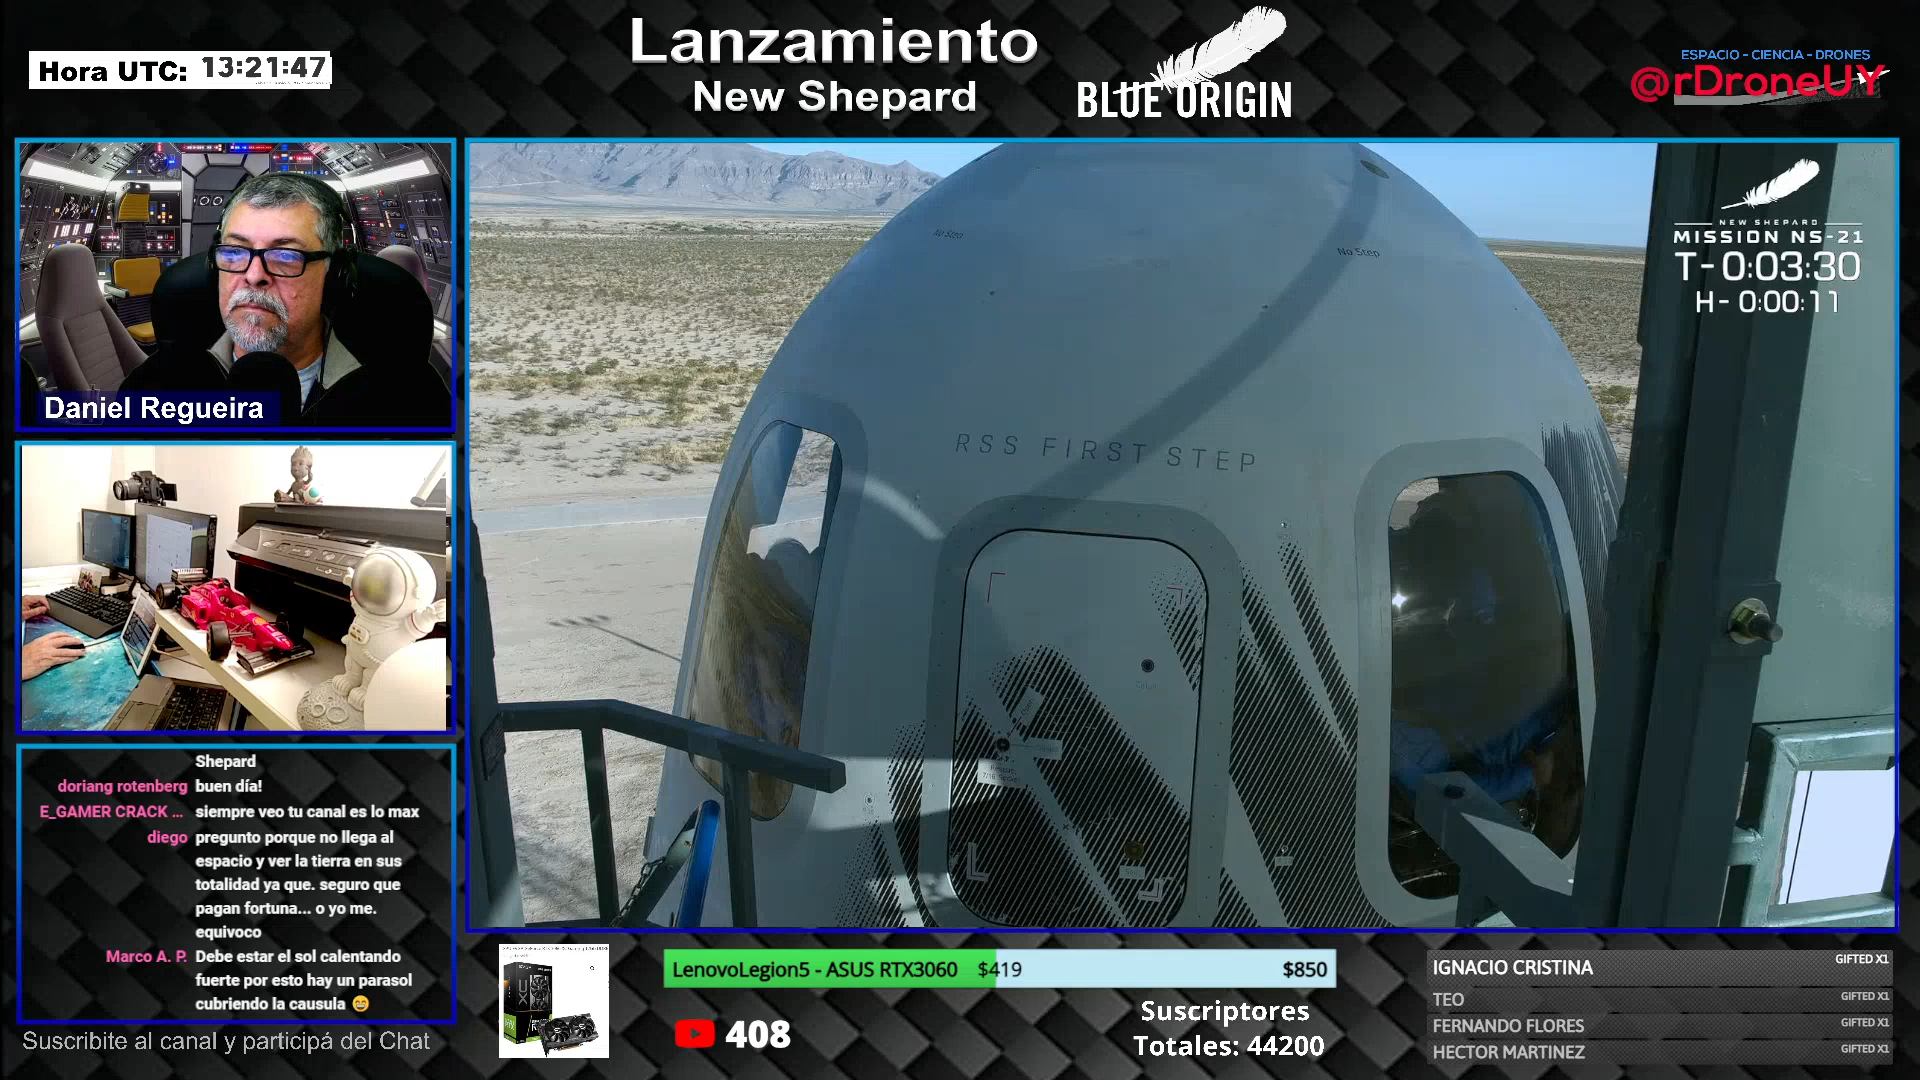 Hora UTC: 13:21:47
Lanzamiento
New Shepard
BLUE ORIGIN
ESPACIO - CIENCIA - DRONES
@rDroneUY
Daniel Regueira
No Step
No Step
RSS FIRST STEP
NEW SHEPARD
MISSION NS-21
T- 0:03:30
H- 0:00:11
Shepard
doriang rotenberg buen día!
E_GAMER CRACK ... siempre veo tu canal es lo max
diego pregunto porque no llega al
espacio y ver la tierra en sus
totalidad ya que. seguro que
pagan fortuna... o yo me.
equivoco
Marco A. P. Debe estar el sol calentando
fuerte por esto hay un parasol
cubriendo la causula 😄
Suscribite al canal y participá del Chat
LenovoLegion5 - ASUS RTX3060 $419 $850
408
Suscriptores
Totales: 44200
IGNACIO CRISTINA GIFTED X1
TEO GIFTED X1
FERNANDO FLORES GIFTED X1
HECTOR MARTINEZ GIFTED X1